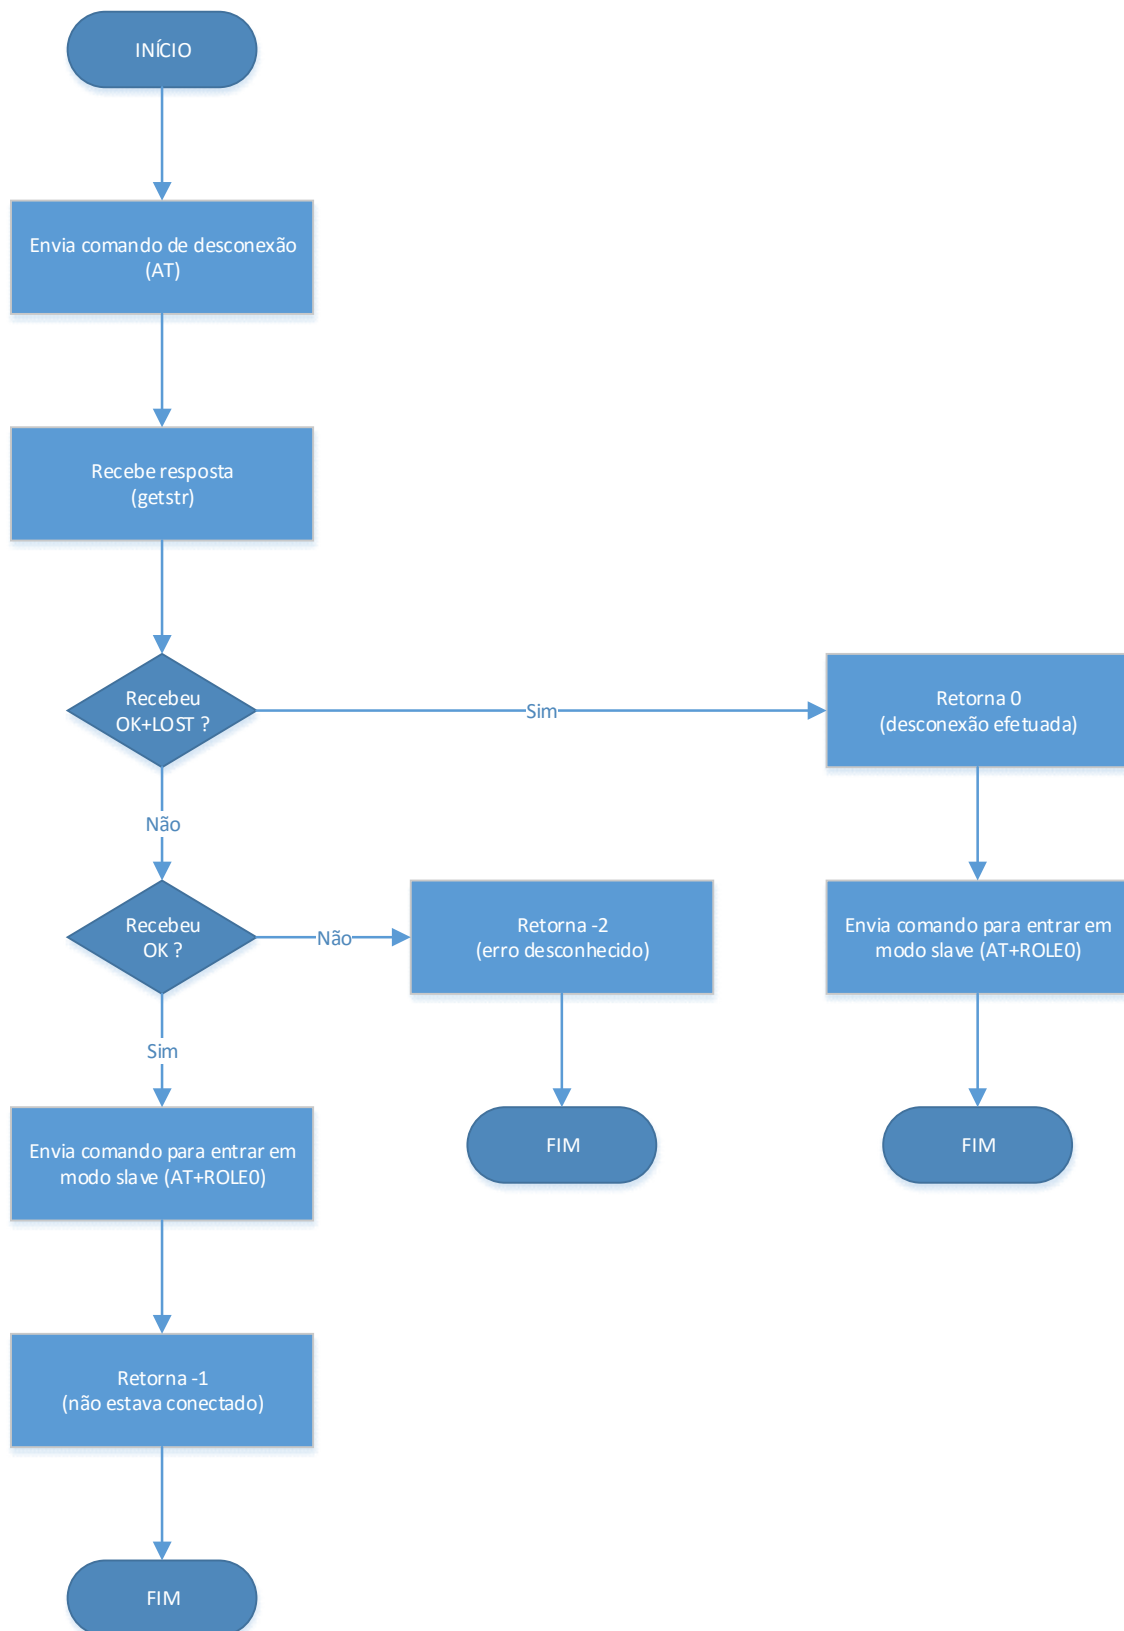 INÍCIO
Envia comando de desconexão
(AT)
Recebe resposta
(getstr)
Recebeu
OK+LOST ?
Sim
Retorna 0
(desconexão efetuada)
Não
Recebeu
OK ?
Não
Retorna -2
(erro desconhecido)
Envia comando para entrar em
modo slave (AT+ROLE0)
Sim
Envia comando para entrar em
modo slave (AT+ROLE0)
FIM
FIM
Retorna -1
(não estava conectado)
FIM